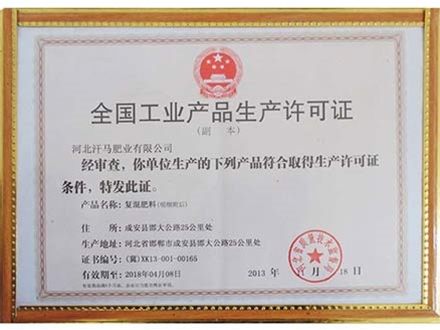 全国工业产品生产许可证
(副 本)
河北汗马肥业有限公司
经审查，你单位生产的下列产品符合取得生产许可证
条件，特发此证。
产品名称: 复混肥料(明细附后)
住 所: 成安县邯大公路25公里处
生产地址: 河北省邯郸市成安县邯大公路25公里处
证书编号: (冀)XK13-001-00165
有效期至: 2018年04月08日
2013 年 月 18 日